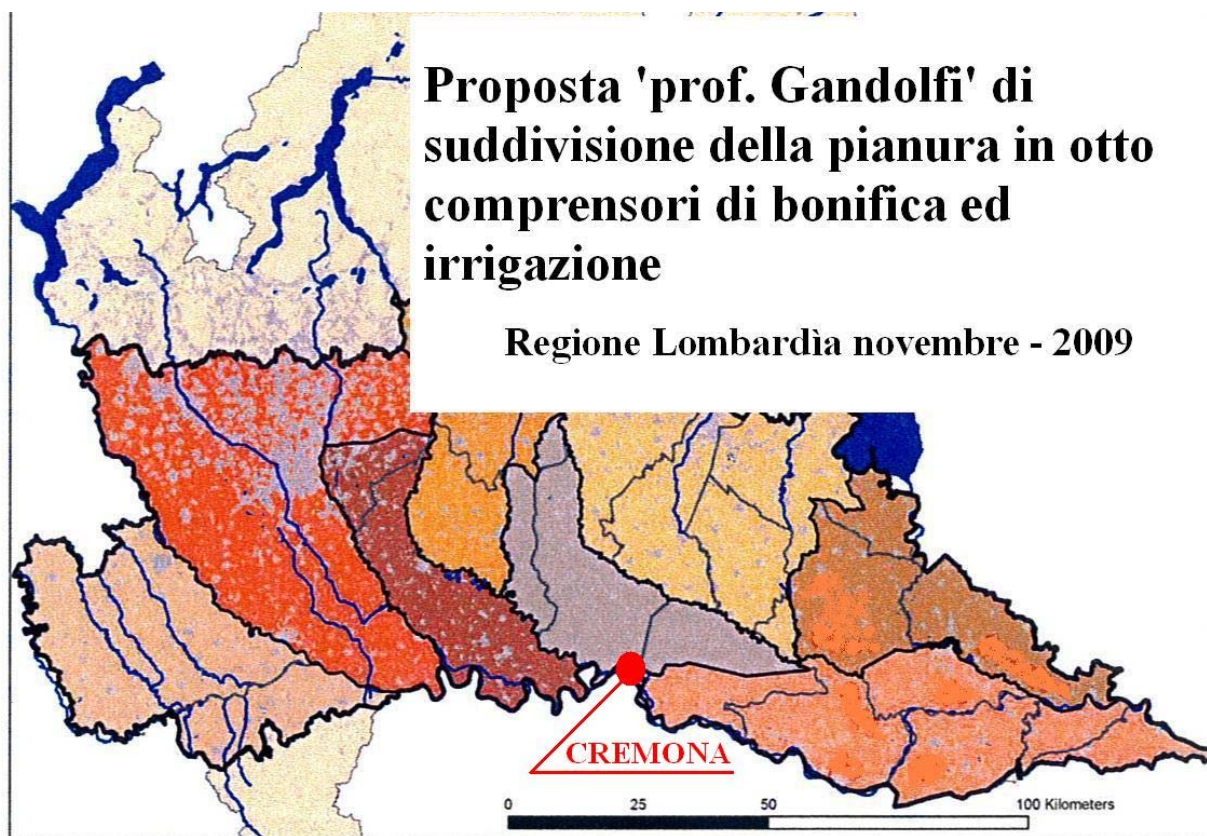 Proposta 'prof. Gandolfi' di
suddivisione della pianura in otto
comprensori di bonifica ed
irrigazione
Regione Lombardìa novembre - 2009
CREMONA
0 25 50 100 Kilometers